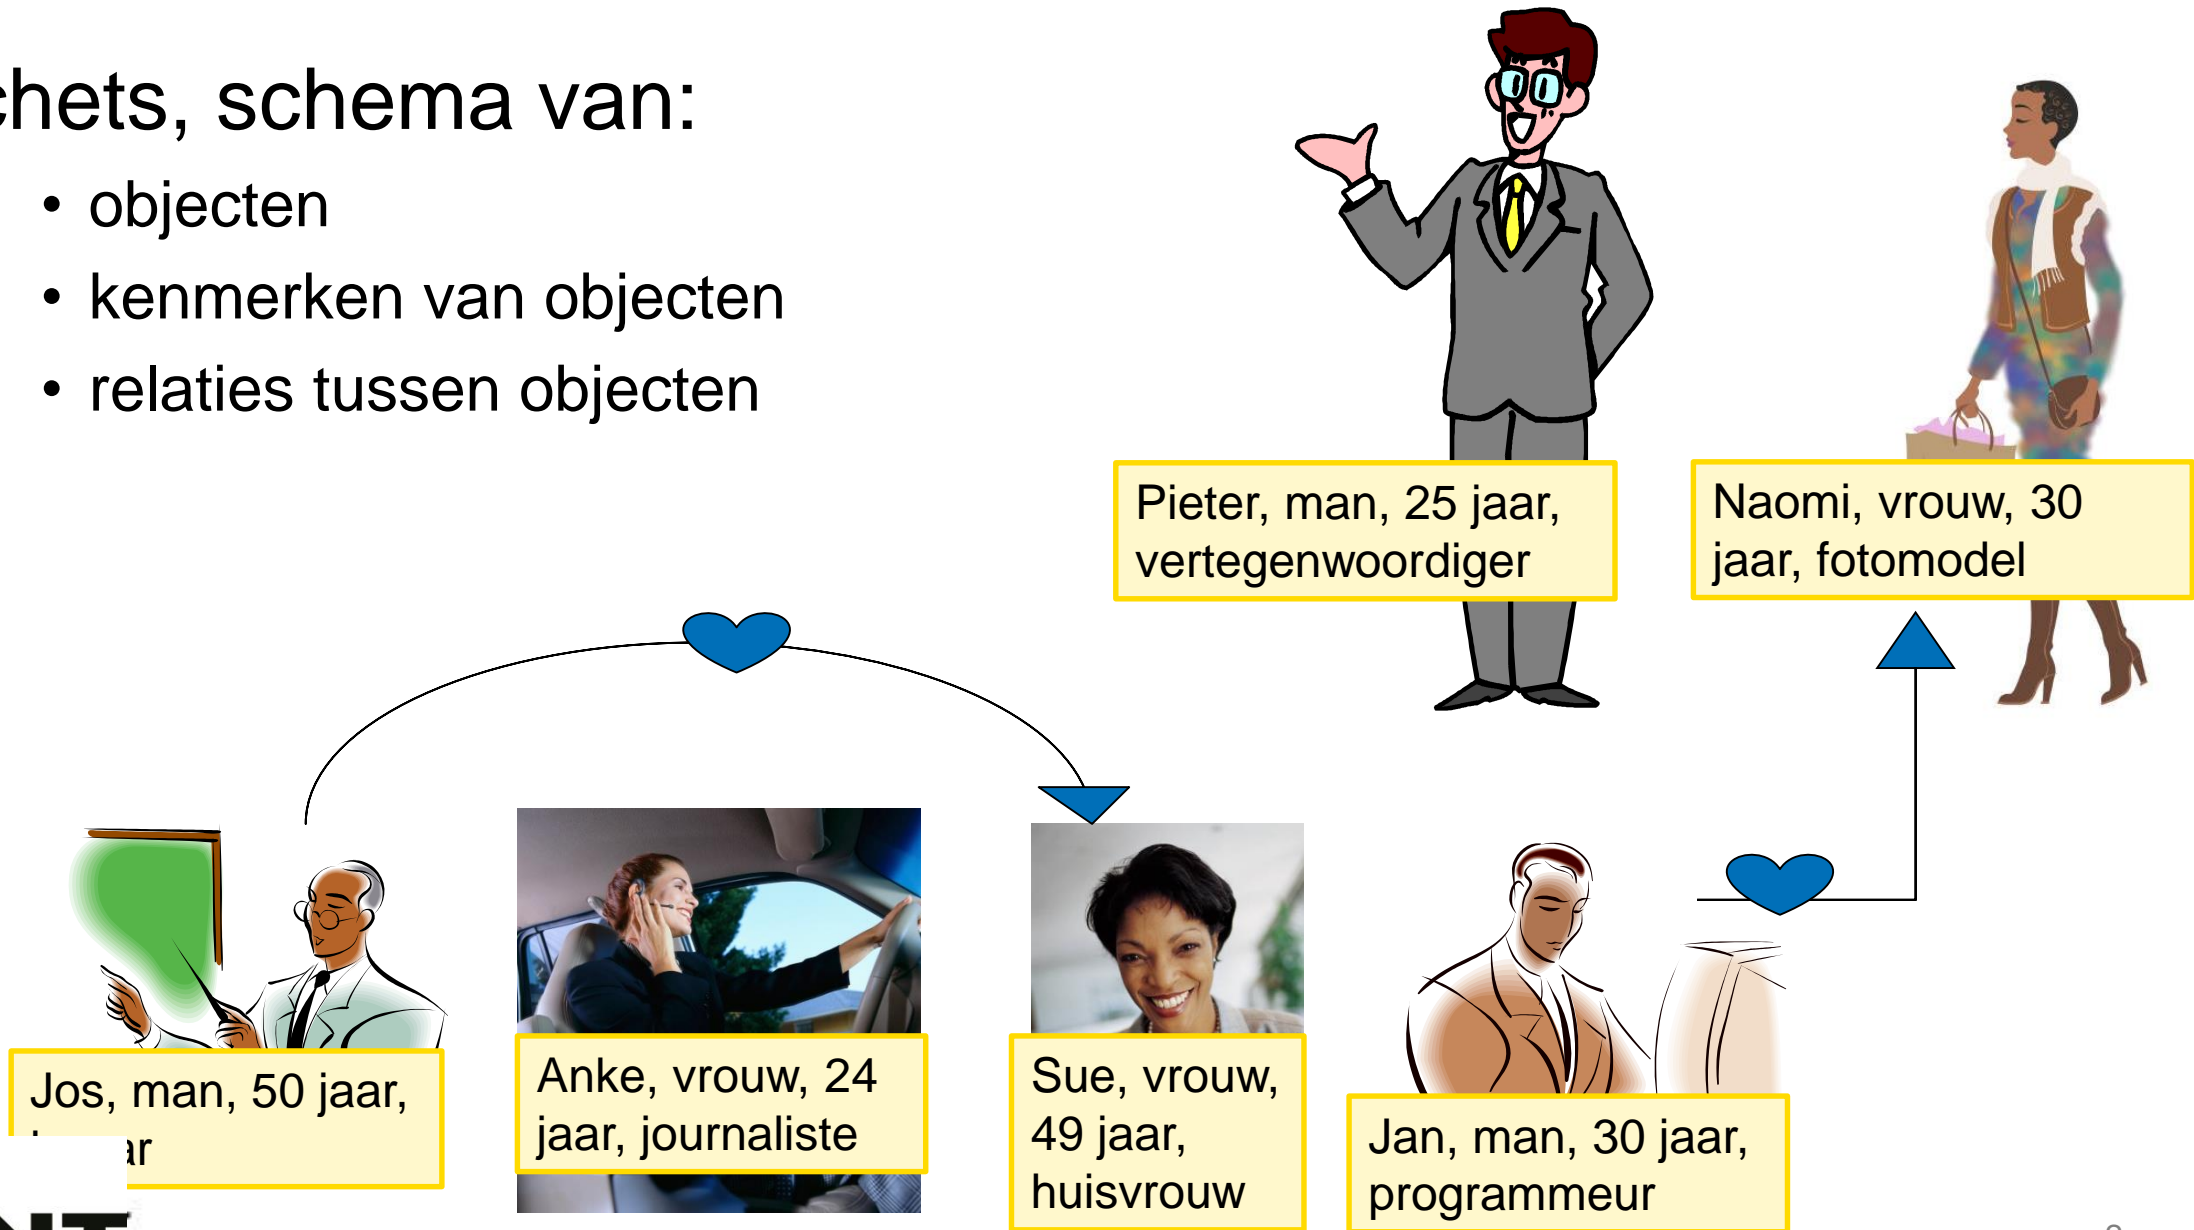 chets, schema van:
• objecten
• kenmerken van objecten
• relaties tussen objecten
Pieter, man, 25 jaar,
vertegenwoordiger
Naomi, vrouw, 30
jaar, fotomodel
Jos, man, 50 jaar,
Anke, vrouw, 24
jaar, journaliste
Sue, vrouw,
49 jaar,
huisvrouw
Jan, man, 30 jaar,
programmeur